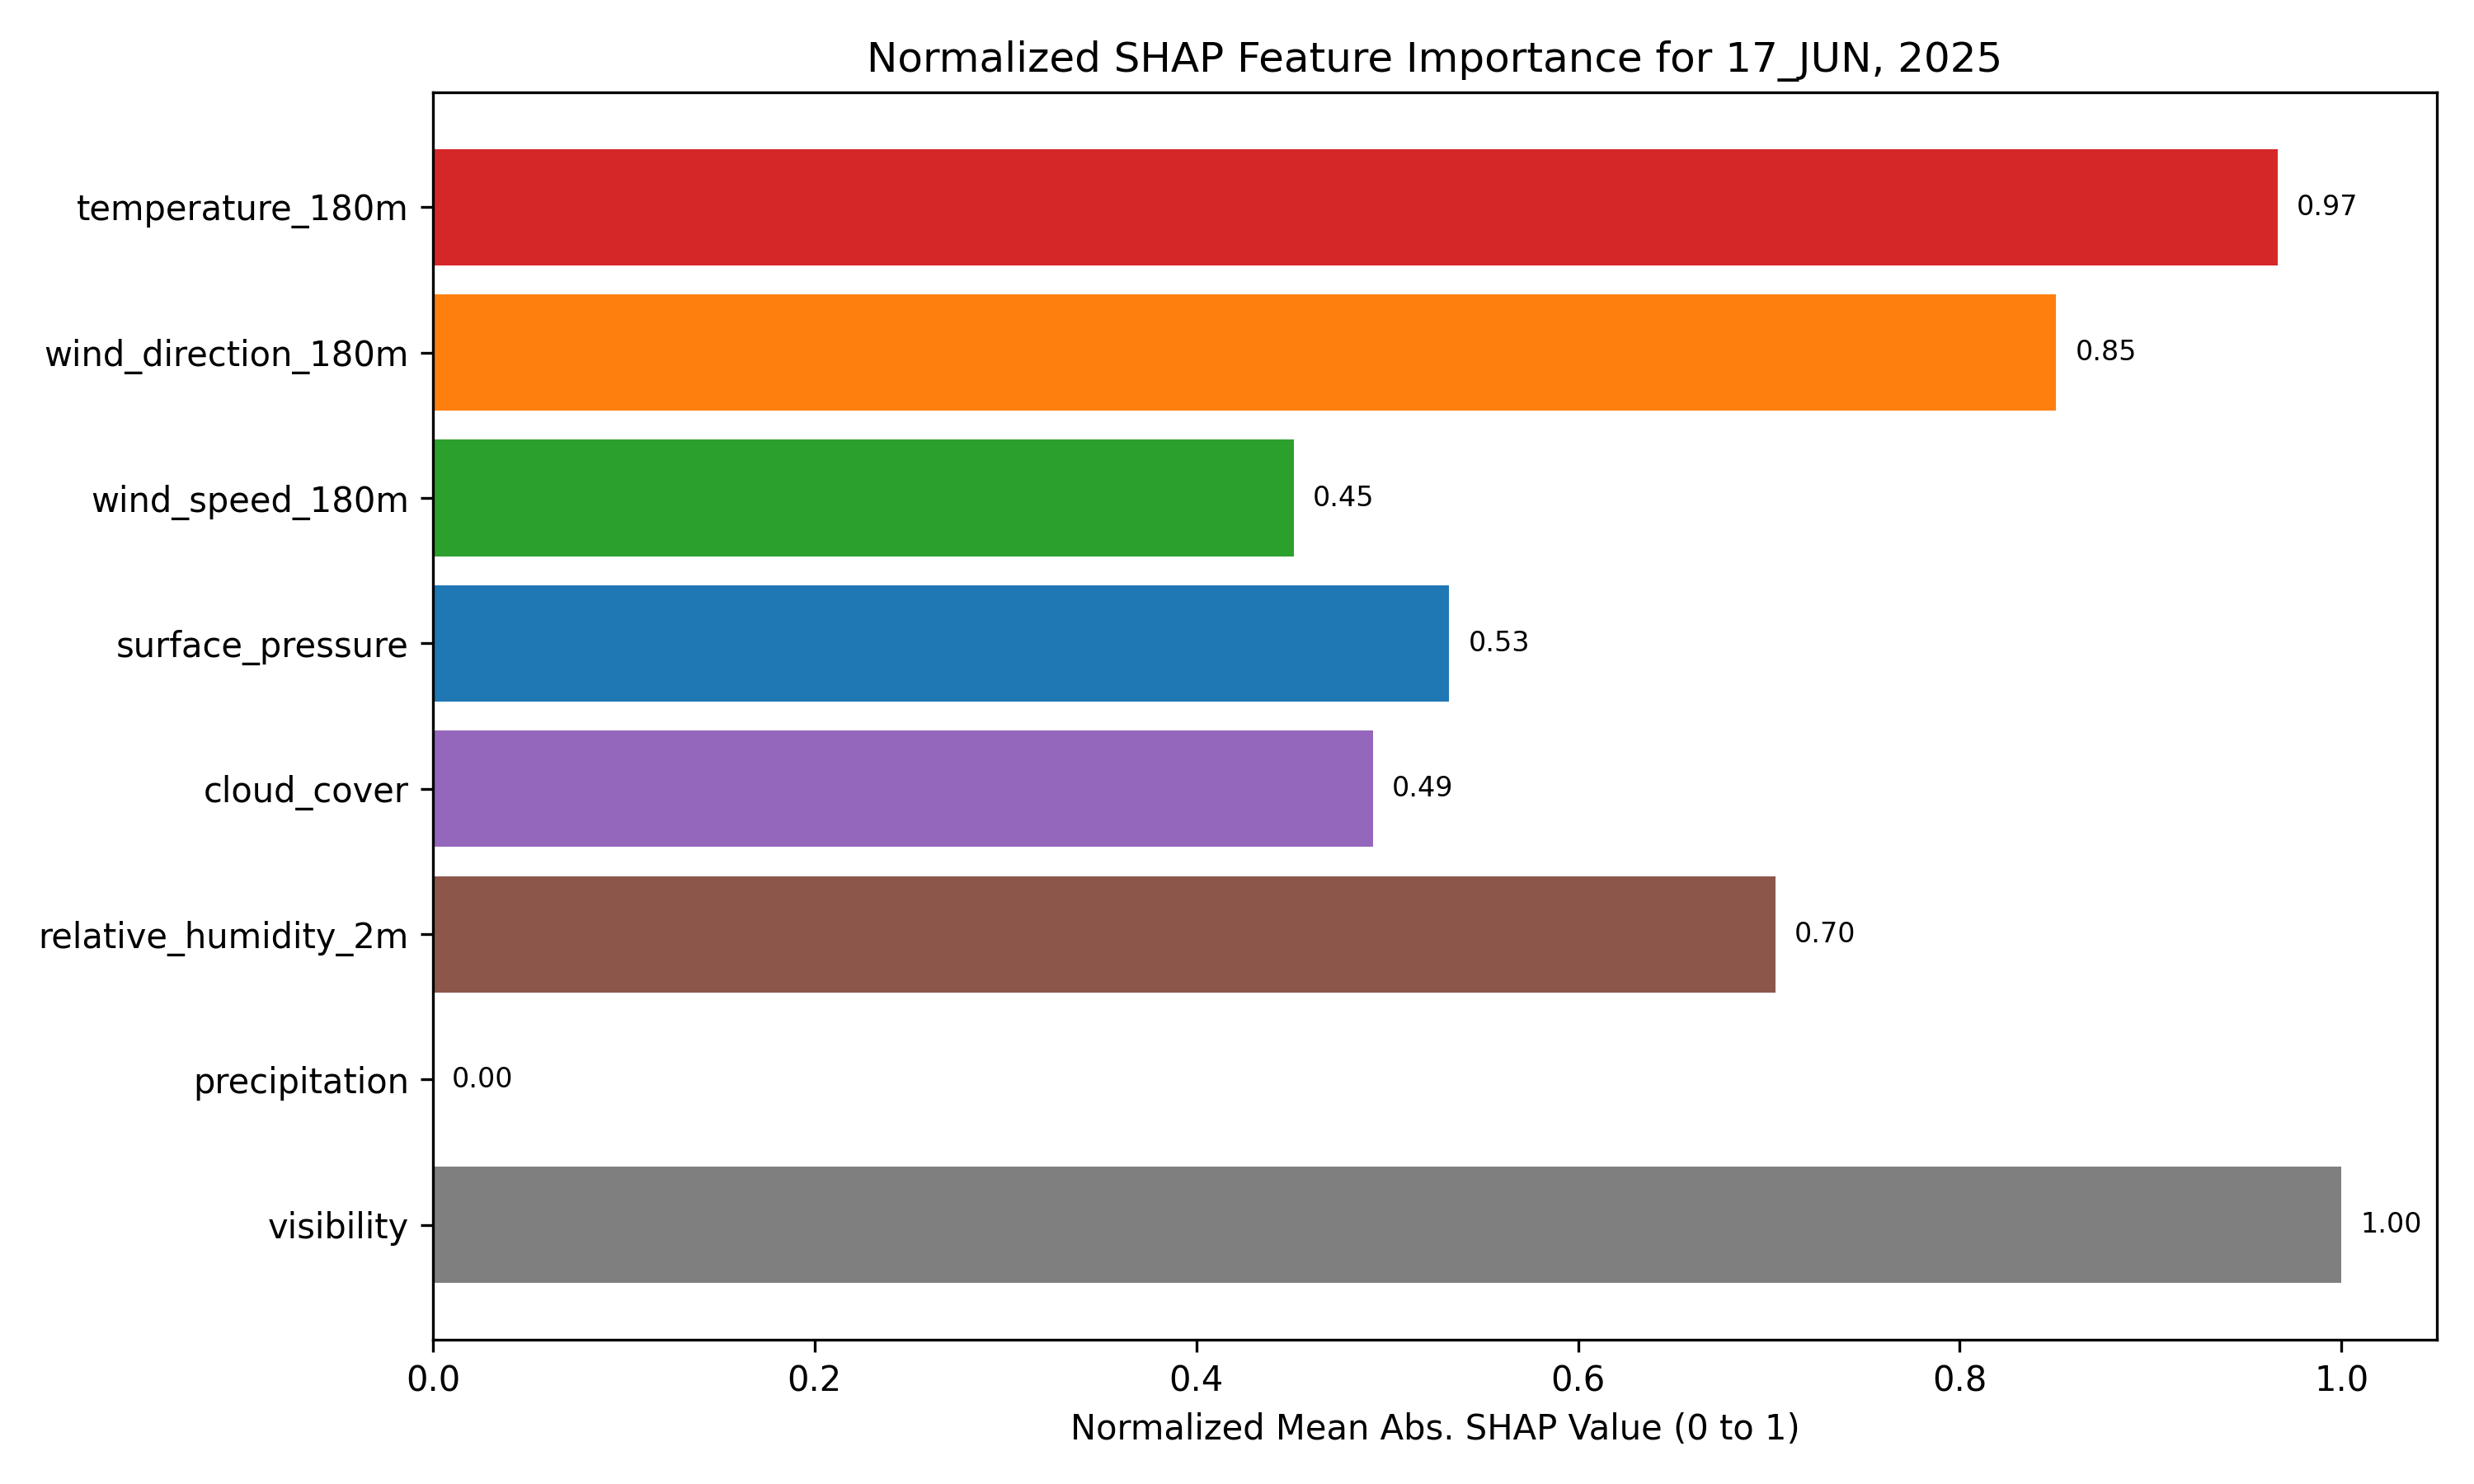 Normalized SHAP Feature Importance for 17_JUN, 2025
temperature_180m
0.97
wind_direction_180m
0.85
wind_speed_180m
0.45
surface_pressure
0.53
cloud_cover
0.49
relative_humidity_2m
0.70
precipitation
0.00
visibility
1.00
0.0 0.2 0.4 0.6 0.8 1.0
Normalized Mean Abs. SHAP Value (0 to 1)